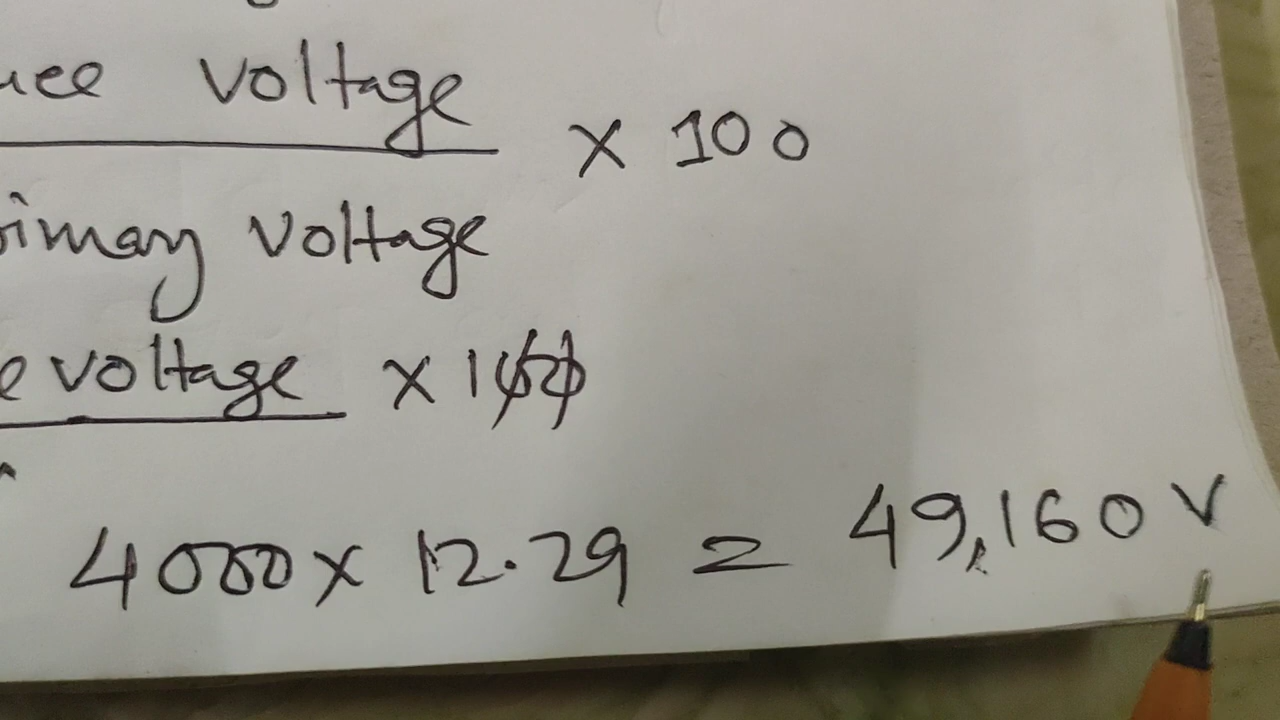 voltage × 100
voltage
voltage × 100
4000 × 12.29 = 49,160 V